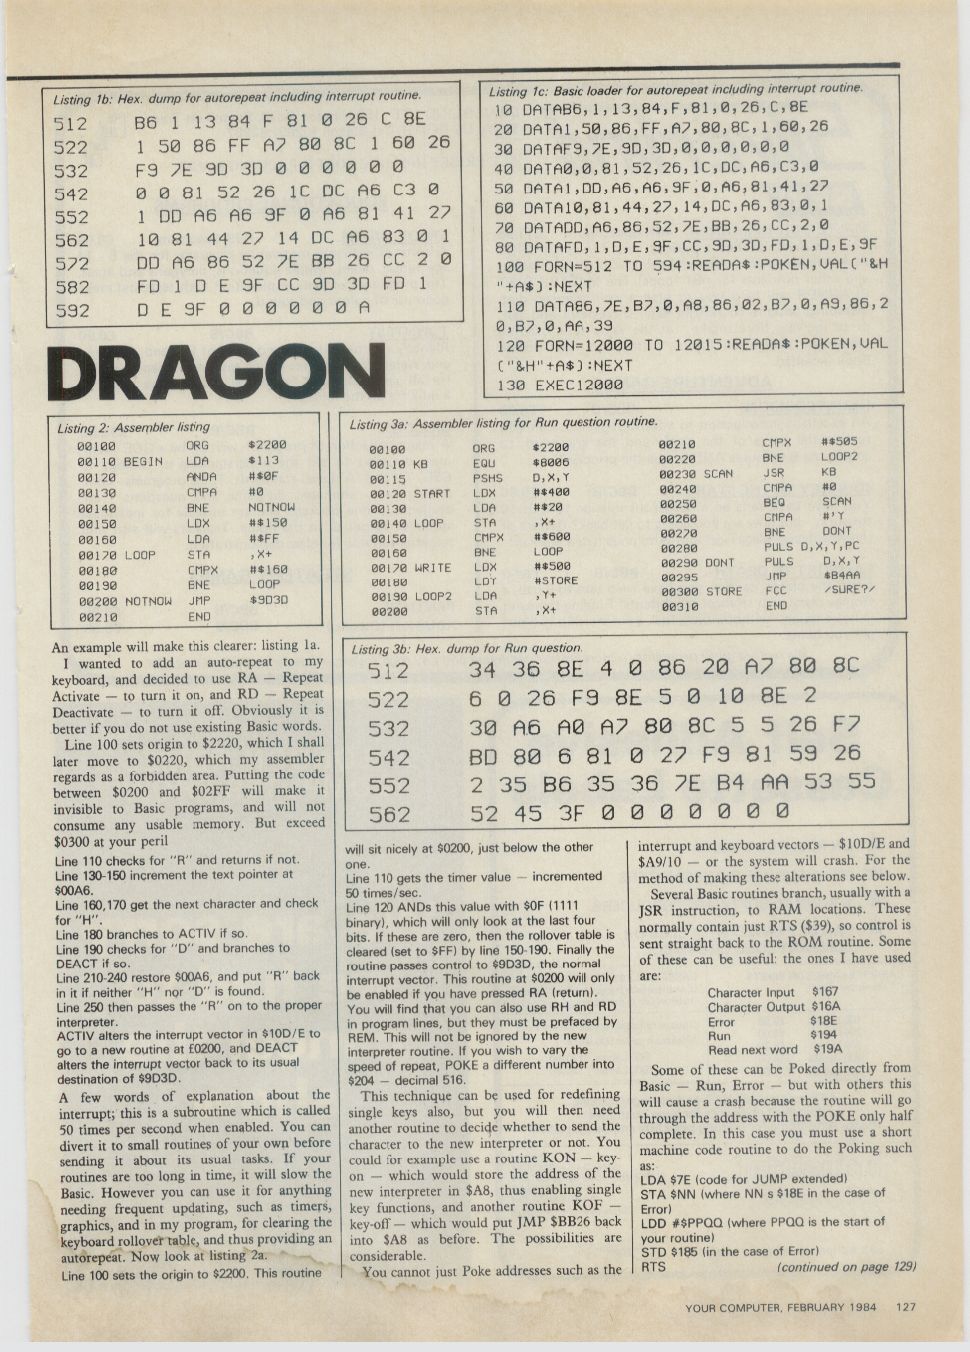 Listing 1b: Hex. dump for autorepeat including interrupt routine.
512 B6 1 13 84 F 81 0 26 C 8E
522 1 50 86 FF A7 80 8C 1 60 26
532 F9 7E 9D 3D 0 0 0 0 0 0
542 0 0 81 52 26 1C DC A6 C3 0
552 1 DD A6 A6 9F 0 A6 81 41 27
562 10 81 44 27 14 DC A6 83 0 1
572 DD A6 86 52 7E BB 26 CC 2 0
582 FD 1 D E 9F CC 9D 3D FD 1
592 D E 9F 0 0 0 0 0 0 A
Listing 1c: Basic loader for autorepeat including interrupt routine.
10 DATAB6,1,13,84,F,81,0,26,C,8E
20 DATA1,50,86,FF,A7,80,8C,1,60,26
30 DATAF9,7E,9D,3D,0,0,0,0,0,0
40 DATA0,0,81,52,26,1C,DC,A6,C3,0
50 DATA1,DD,A6,A6,9F,0,A6,81,41,27
60 DATA10,81,44,27,14,DC,A6,83,0,1
70 DATADD,A6,86,52,7E,BB,26,CC,2,0
80 DATAFD,1,D,E,9F,CC,9D,3D,FD,1,D,E,9F
100 FORN=512 TO 594:READA$:POKEN,VAL("&H
"+A$):NEXT
110 DATA86,7E,B7,0,A8,86,02,B7,0,A9,86,2
0,B7,0,AA,39
120 FORN=12000 TO 12015:READA$:POKEN,VAL
("&H"+A$):NEXT
130 EXEC12000
DRAGON
Listing 2: Assembler listing
00100 ORG $2200
00110 BEGIN LDA $113
00120 ANDA #$0F
00130 CMPA #0
00140 BNE NOTNOW
00150 LDX #$150
00160 LDA #$FF
00170 LOOP STA ,X+
00180 CMPX #$160
00190 BNE LOOP
00200 NOTNOW JMP $9D3D
00210 END
Listing 3a: Assembler listing for Run question routine.
00100 ORG $2200
00110 KB EQU $8006
00115 PSHS D,X,Y
00120 START LDX #$400
00130 LDA #$20
00140 LOOP STA ,X+
00150 CMPX #$600
00160 BNE LOOP
00170 WRITE LDX #$500
00180 LDY #STORE
00190 LOOP2 LDA ,Y+
00200 STA ,X+
00210 CMPX #$505
00220 BNE LOOP2
00230 SCAN JSR KB
00240 CMPA #0
00250 BEQ SCAN
00260 CMPA #'Y
00270 BNE DONT
00280 PULS D,X,Y,PC
00290 DONT PULS D,X,Y
00295 JMP $B4AA
00300 STORE FCC /SURE?/
00310 END
Listing 3b: Hex. dump for Run question.
512 34 36 8E 4 0 86 20 A7 80 8C
522 6 0 26 F9 8E 5 0 10 8E 2
532 30 A6 A0 A7 80 8C 5 5 26 F7
542 BD 80 6 81 0 27 F9 81 59 26
552 2 35 B6 35 36 7E B4 AA 53 55
562 52 45 3F 0 0 0 0 0 0 0
An example will make this clearer: listing 1a.
I wanted to add an auto-repeat to my
keyboard, and decided to use RA — Repeat
Activate — to turn it on, and RD — Repeat
Deactivate — to turn it off. Obviously it is
better if you do not use existing Basic words.
Line 100 sets origin to $2220, which I shall
later move to $0220, which my assembler
regards as a forbidden area. Putting the code
between $0200 and $02FF will make it
invisible to Basic programs, and will not
consume any usable memory. But exceed
$0300 at your peril
Line 110 checks for "R" and returns if not.
Line 130-150 increment the text pointer at
$00A6.
Line 160,170 get the next character and check
for "H".
Line 180 branches to ACTIV if so.
Line 190 checks for "D" and branches to
DEACT if so.
Line 210-240 restore $00A6, and put "R" back
in it if neither "H" nor "D" is found.
Line 250 then passes the "R" on to the proper
interpreter.
ACTIV alters the interrupt vector in $10D/E to
go to a new routine at £0200, and DEACT
alters the interrupt vector back to its usual
destination of $9D3D.
A few words of explanation about the
interrupt; this is a subroutine which is called
50 times per second when enabled. You can
divert it to small routines of your own before
sending it about its usual tasks. If your
routines are too long in time, it will slow the
Basic. However you can use it for anything
needing frequent updating, such as timers,
graphics, and in my program, for clearing the
keyboard rollover table, and thus providing an
autorepeat. Now look at listing 2a.
Line 100 sets the origin to $2200. This routine
will sit nicely at $0200, just below the other
one.
Line 110 gets the timer value — incremented
50 times/sec.
Line 120 ANDs this value with $0F (1111
binary), which will only look at the last four
bits. If these are zero, then the rollover table is
cleared (set to $FF) by line 150-190. Finally the
routine passes control to $9D3D, the normal
interrupt vector. This routine at $0200 will only
be enabled if you have pressed RA (return).
You will find that you can also use RH and RD
in program lines, but they must be prefaced by
REM. This will not be ignored by the new
interpreter routine. If you wish to vary the
speed of repeat, POKE a different number into
$204 — decimal 516.
This technique can be used for redefining
single keys also, but you will then need
another routine to decide whether to send the
character to the new interpreter or not. You
could for example use a routine KON — key-
on — which would store the address of the
new interpreter in $A8, thus enabling single
key functions, and another routine KOF —
key-off — which would put JMP $BB26 back
into $A8 as before. The possibilities are
considerable.
You cannot just Poke addresses such as the
interrupt and keyboard vectors — $10D/E and
$A9/10 — or the system will crash. For the
method of making these alterations see below.
Several Basic routines branch, usually with a
JSR instruction, to RAM locations. These
normally contain just RTS ($39), so control is
sent straight back to the ROM routine. Some
of these can be useful: the ones I have used
are:
Character Input $167
Character Output $16A
Error $18E
Run $194
Read next word $19A
Some of these can be Poked directly from
Basic — Run, Error — but with others this
will cause a crash because the routine will go
through the address with the POKE only half
complete. In this case you must use a short
machine code routine to do the Poking such
as:
LDA $7E (code for JUMP extended)
STA $NN (where NN s $18E in the case of
Error)
LDD #$PPQQ (where PPQQ is the start of
your routine)
STD $185 (in the case of Error)
RTS (continued on page 129)
YOUR COMPUTER, FEBRUARY 1984 127